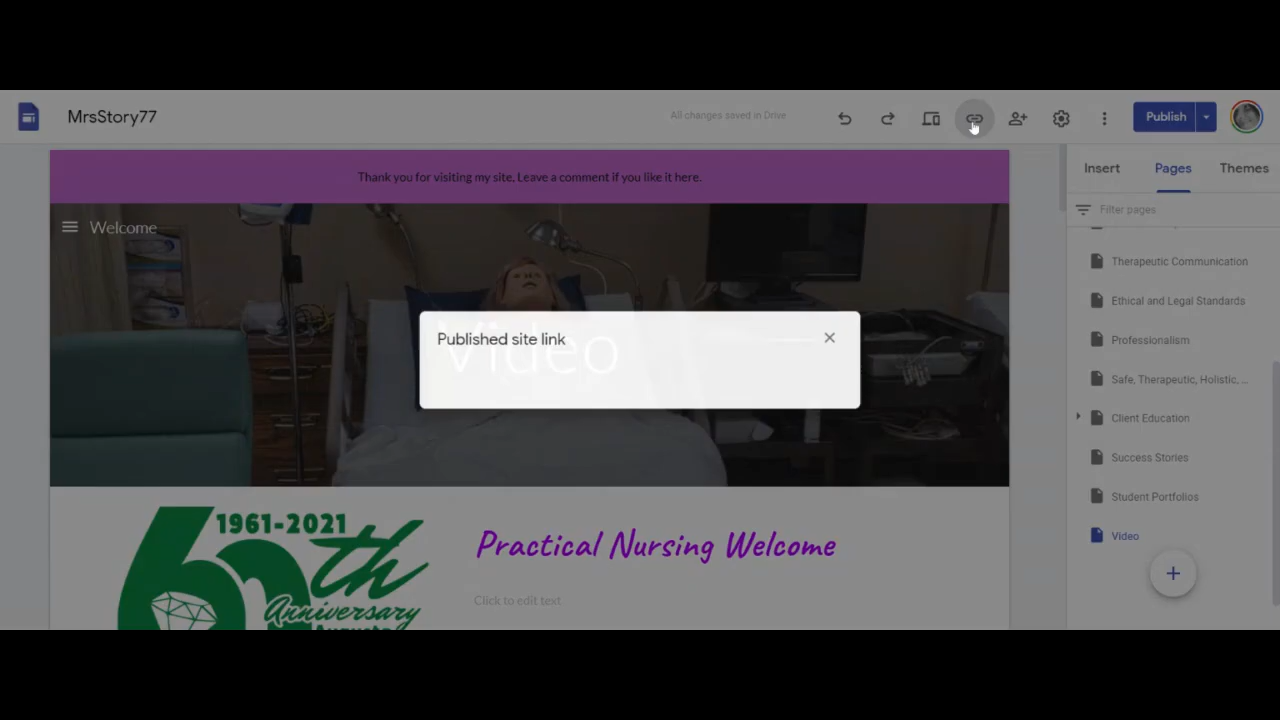 MrsStory77
All changes saved in Drive
Publish
Thank you for visiting my site, Leave a comment if you like it here.
Insert
Pages
Themes
Filter pages
Welcome
Therapeutic Communication
Ethical and Legal Standards
Published site link
Video
Professionalism
Safe, Therapeutic, Holistic, ...
Client Education
Success Stories
Student Portfolios
Video
1961-2021
60th
Anniversary
Augusta
Practical Nursing Welcome
Click to edit text.